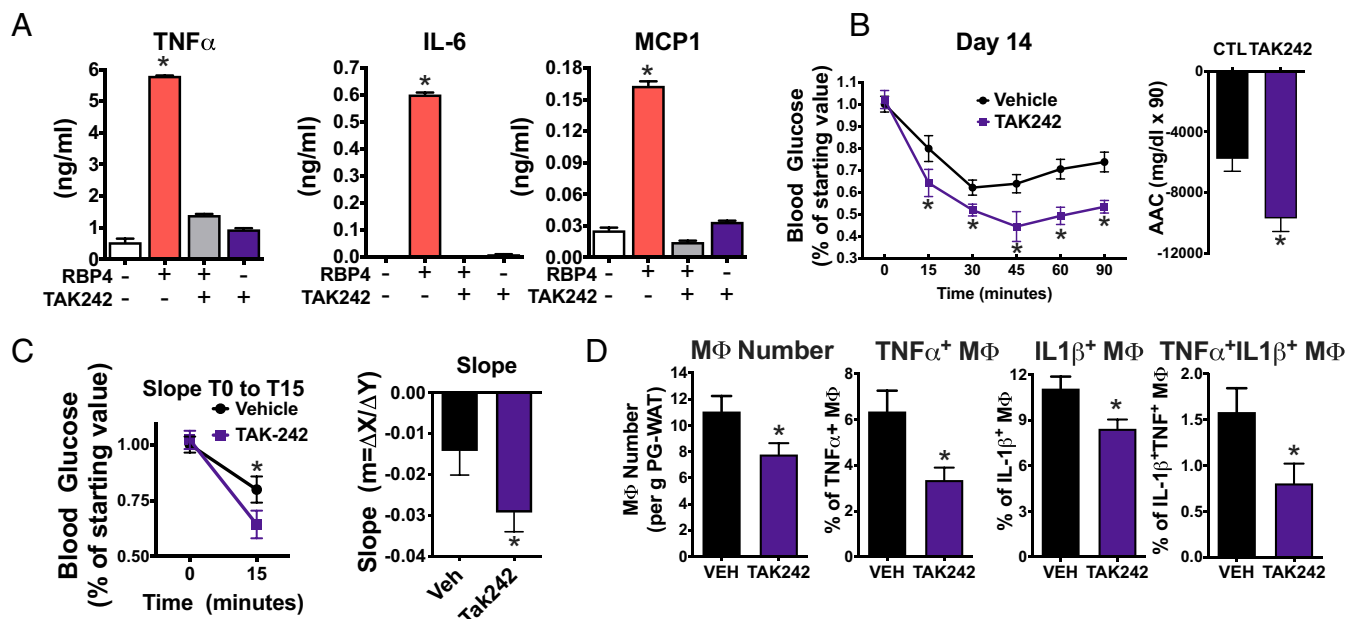 A
TNFα
IL-6
MCP1
(ng/ml)
6
5
4
3
2
1
0
*
RBP4 - + + -
TAK242 - - + +
(ng/ml)
0.7
0.6
0.5
0.4
0.3
0.2
0.1
0.0
*
RBP4 - + + -
TAK242 - - + +
(ng/ml)
0.18
0.15
0.12
0.09
0.06
0.03
0.00
*
RBP4 - + + -
TAK242 - - + +
B
Day 14
Blood Glucose
(% of starting value)
1.1
1.0
0.9
0.8
0.7
0.6
0.5
0.4
0.3
Vehicle
TAK242
* * * * *
0 15 30 45 60 90
Time (minutes)
CTL TAK242
AAC (mg/dl x 90)
0
-4000
-8000
-12000
*
C
Slope T0 to T15
Vehicle
TAK-242
Blood Glucose
(% of starting value)
1.00
0.75
0.50
*
0 15
Time (minutes)
Slope
Slope (m=ΔX/ΔY)
0.00
-0.01
-0.02
-0.03
-0.04
*
Veh Tak242
D
MΦ Number
MΦ Number
(per g PG-WAT)
14
12
10
8
6
4
2
0
*
VEH TAK242
TNFα+ MΦ
% of TNFα+ MΦ
8
6
4
2
0
*
VEH TAK242
IL1β+ MΦ
% of IL-1β+ MΦ
12
9
6
3
0
*
VEH TAK242
TNFα+IL1β+ MΦ
% of IL-1β+TNF+ MΦ
2.0
1.5
1.0
0.5
0.0
*
VEH TAK242